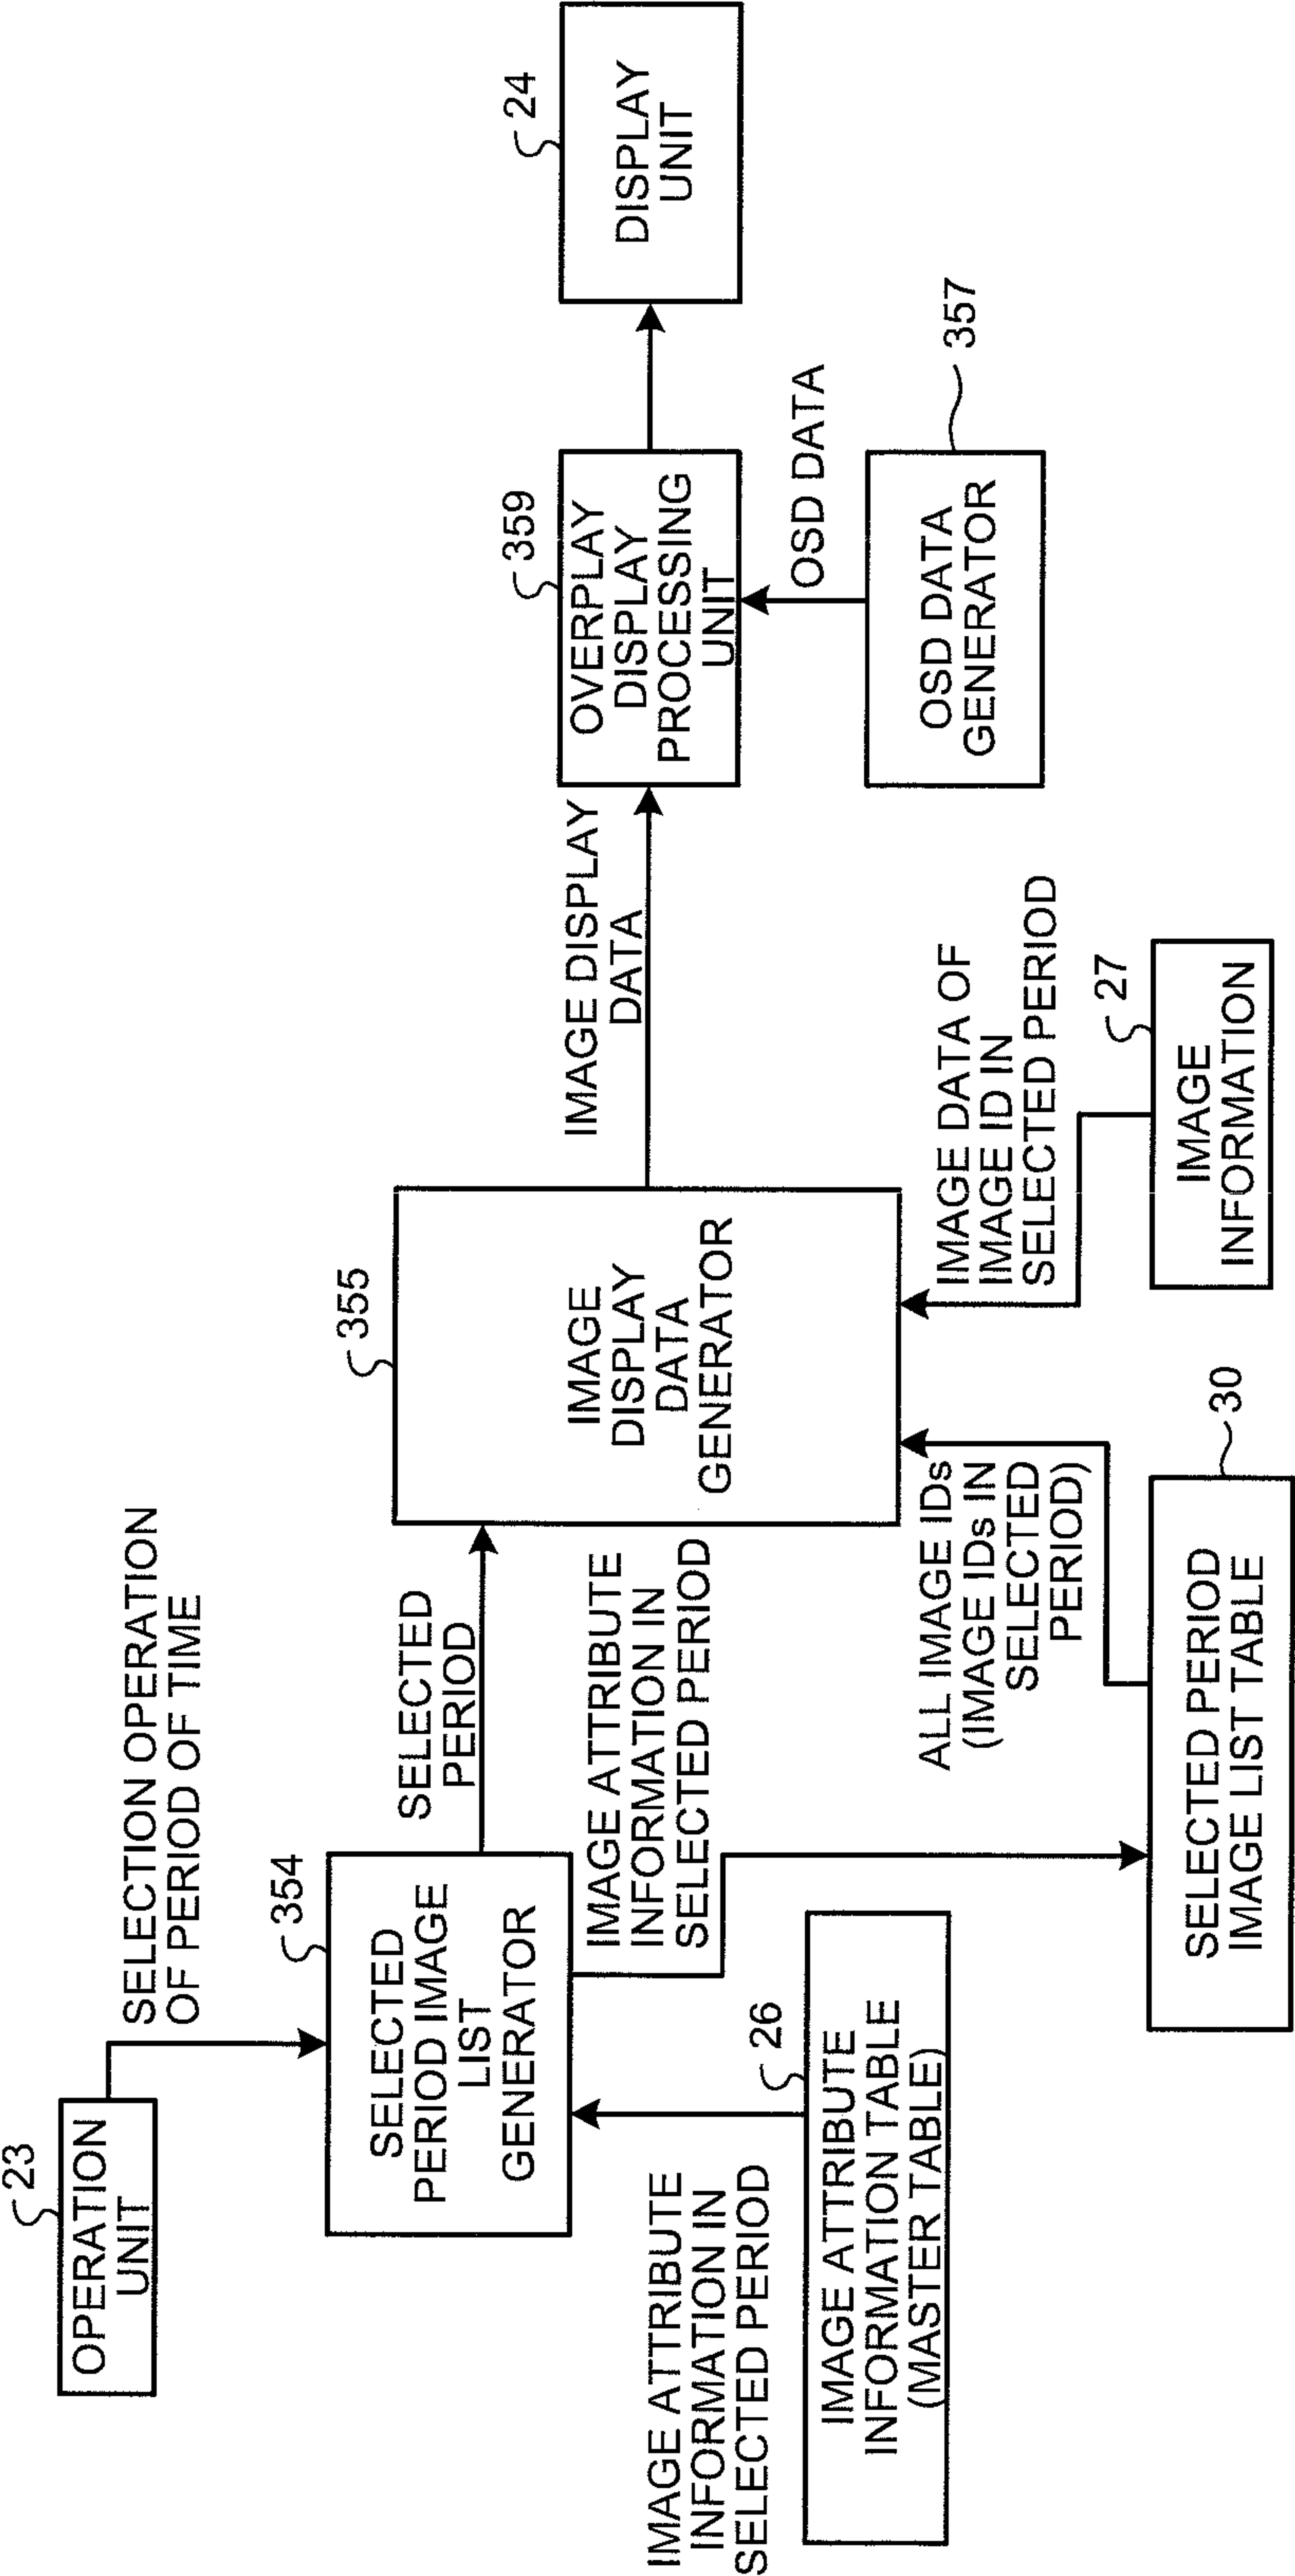 23
OPERATION
UNIT
SELECTION OPERATION
OF PERIOD OF TIME
354
SELECTED
PERIOD IMAGE
LIST
GENERATOR
SELECTED
PERIOD
355
IMAGE
DISPLAY
DATA
GENERATOR
IMAGE DISPLAY
DATA
359
OVERPLAY
DISPLAY
PROCESSING
UNIT
24
DISPLAY
UNIT
IMAGE ATTRIBUTE
INFORMATION IN
SELECTED PERIOD
26
IMAGE ATTRIBUTE
INFORMATION TABLE
(MASTER TABLE)
IMAGE ATTRIBUTE
INFORMATION IN
SELECTED PERIOD
ALL IMAGE IDs
(IMAGE IDs IN
SELECTED
PERIOD)
30
SELECTED PERIOD
IMAGE LIST TABLE
IMAGE DATA OF
IMAGE ID IN
SELECTED PERIOD
27
IMAGE
INFORMATION
OSD DATA
357
OSD DATA
GENERATOR